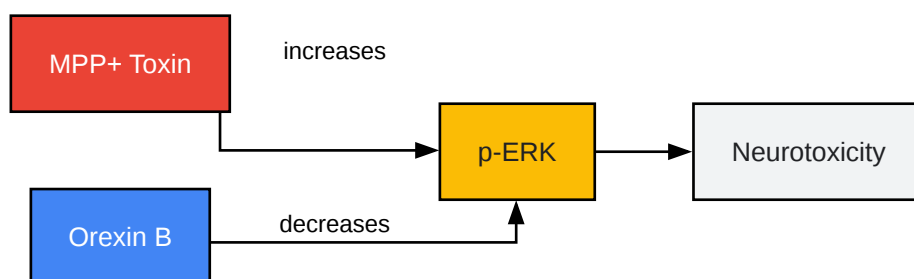 increases
MPP+ Toxin
p-ERK
Neurotoxicity
decreases
Orexin B